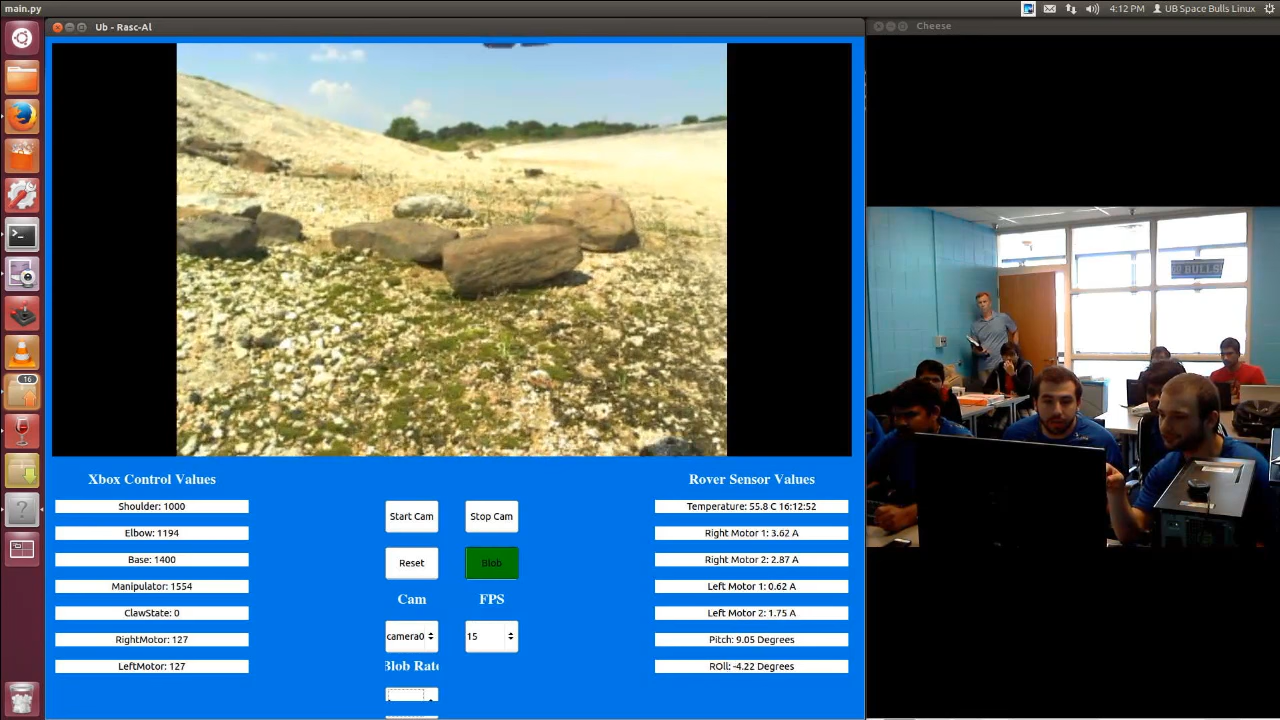 main.py
4:12 PM
UB Space Bulls Linux
Ub - Rasc-Al
Cheese
16
BULLS
Xbox Control Values
Shoulder: 1000
Elbow: 1194
Base: 1400
Manipulator: 1554
ClawState: 0
RightMotor: 127
LeftMotor: 127
Start Cam
Stop Cam
Reset
Blob
Cam
FPS
camera0
15
Blob Rate
Rover Sensor Values
Temperature: 55.8 C 16:12:52
Right Motor 1: 3.62 A
Right Motor 2: 2.87 A
Left Motor 1: 0.62 A
Left Motor 2: 1.75 A
Pitch: 9.05 Degrees
ROll: -4.22 Degrees